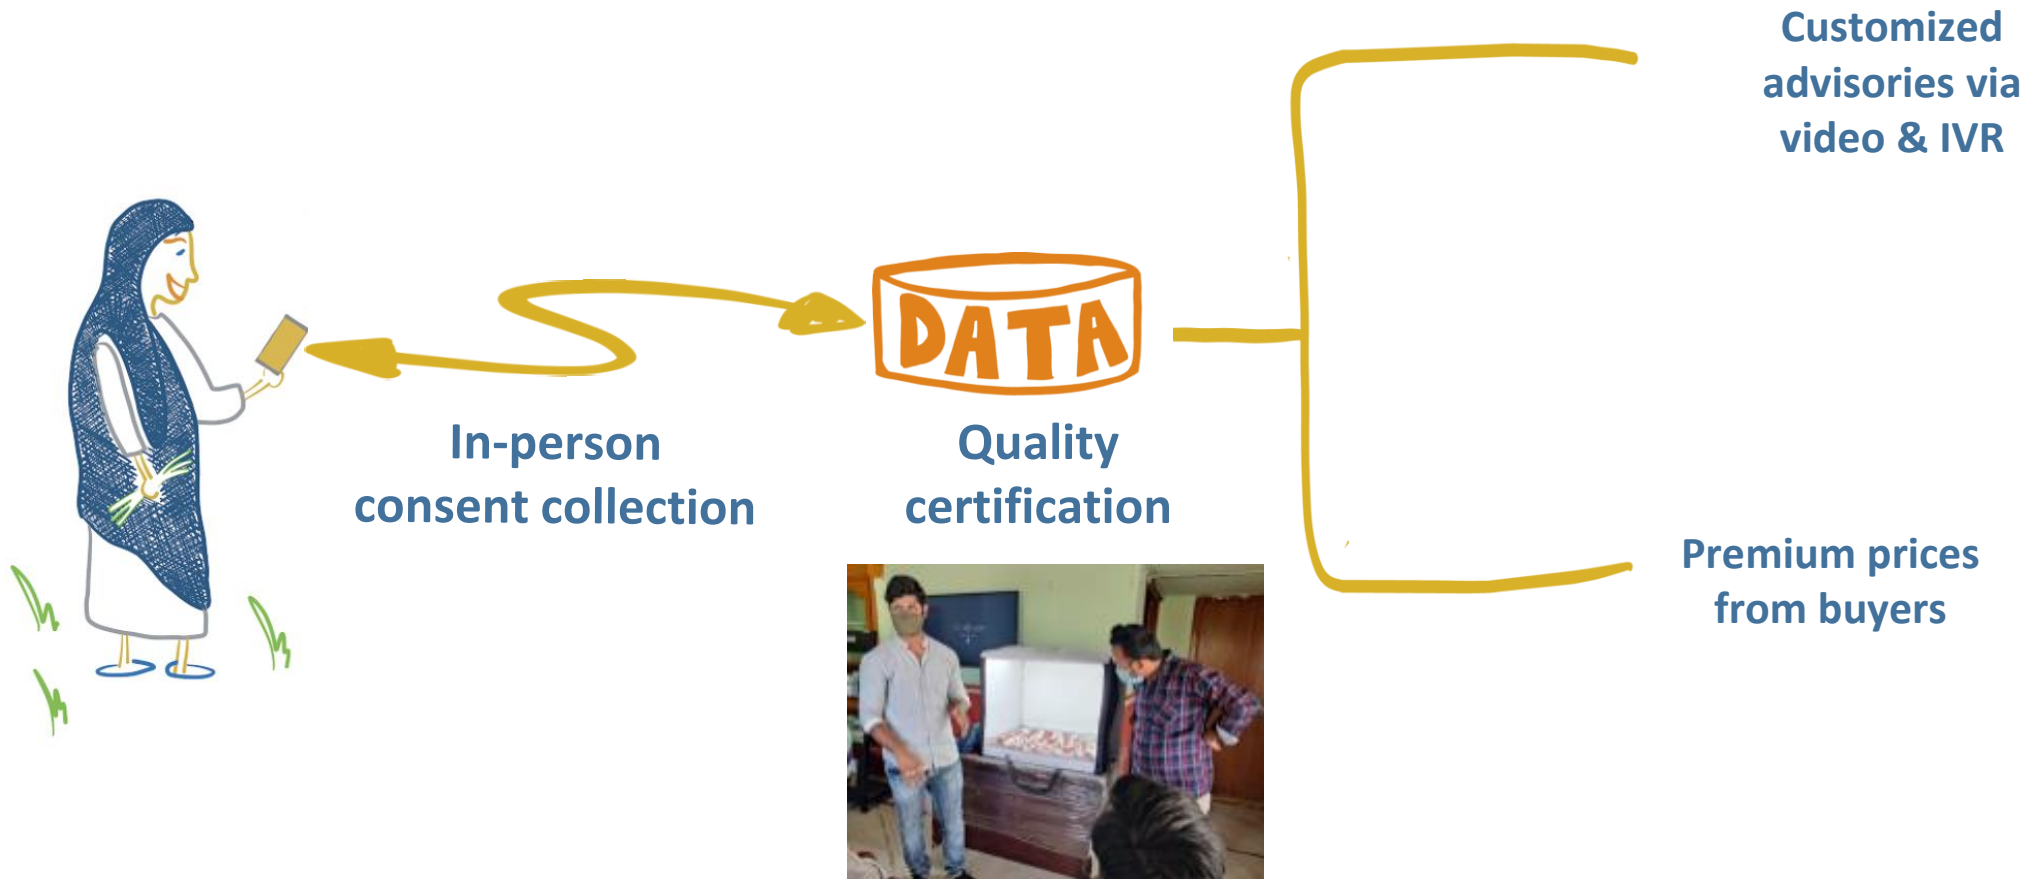 Customized
advisories via
video & IVR
DATA
In-person
consent collection
Quality
certification
Premium prices
from buyers